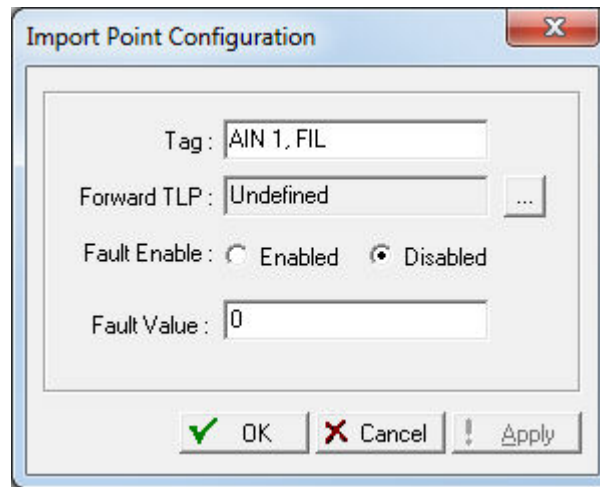 Import Point Configuration
Tag : AIN 1, FIL
Forward TLP : Undefined ...
Fault Enable : Enabled Disabled
Fault Value : 0
OK Cancel ! Apply